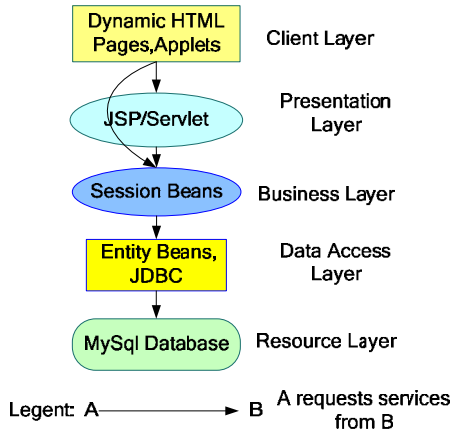 Dynamic HTML
Pages,Applets
Client Layer
JSP/Servlet
Presentation
Layer
Session Beans
Business Layer
Entity Beans,
JDBC
Data Access
Layer
MySql Database
Resource Layer
Legent: A B
A requests services
from B